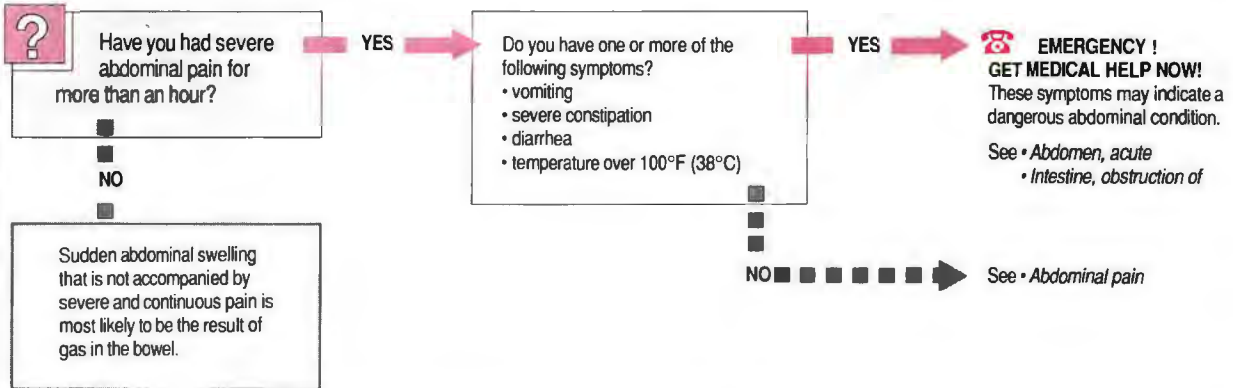 ?
Have you had severe
abdominal pain for
more than an hour?
YES
Do you have one or more of the
following symptoms?
• vomiting
• severe constipation
• diarrhea
• temperature over 100°F (38°C)
YES
EMERGENCY !
GET MEDICAL HELP NOW!
These symptoms may indicate a
dangerous abdominal condition.
See • Abdomen, acute
• Intestine, obstruction of
NO
Sudden abdominal swelling
that is not accompanied by
severe and continuous pain is
most likely to be the result of
gas in the bowel.
NO
See • Abdominal pain